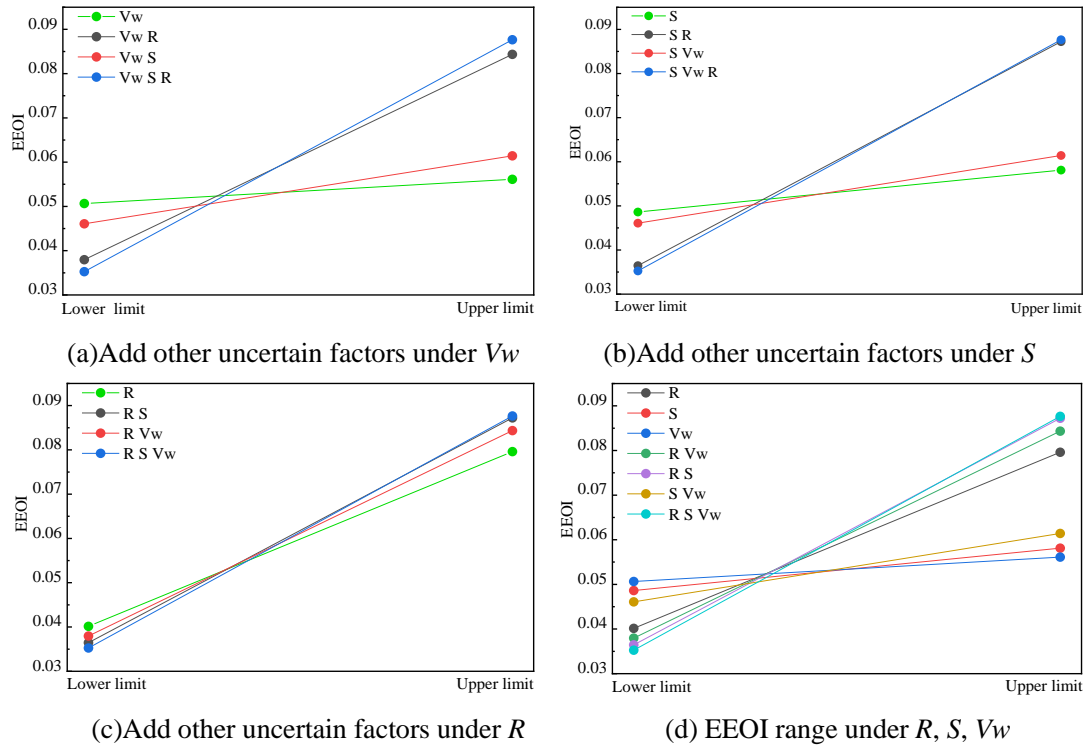 0.09
0.08
0.07
0.06
0.05
0.04
0.03
EEOI
Vw
Vw R
Vw S
Vw S R
Lower limit
Upper limit
(a)Add other uncertain factors under Vw
0.09
0.08
0.07
0.06
0.05
0.04
0.03
EEOI
S
S R
S Vw
S Vw R
Lower limit
Upper limit
(b)Add other uncertain factors under S
0.09
0.08
0.07
0.06
0.05
0.04
0.03
EEOI
R
R S
R Vw
R S Vw
Lower limit
Upper limit
(c)Add other uncertain factors under R
0.09
0.08
0.07
0.06
0.05
0.04
0.03
EEOI
R
S
Vw
R Vw
R S
S Vw
R S Vw
Lower limit
Upper limit
(d) EEOI range under R, S, Vw